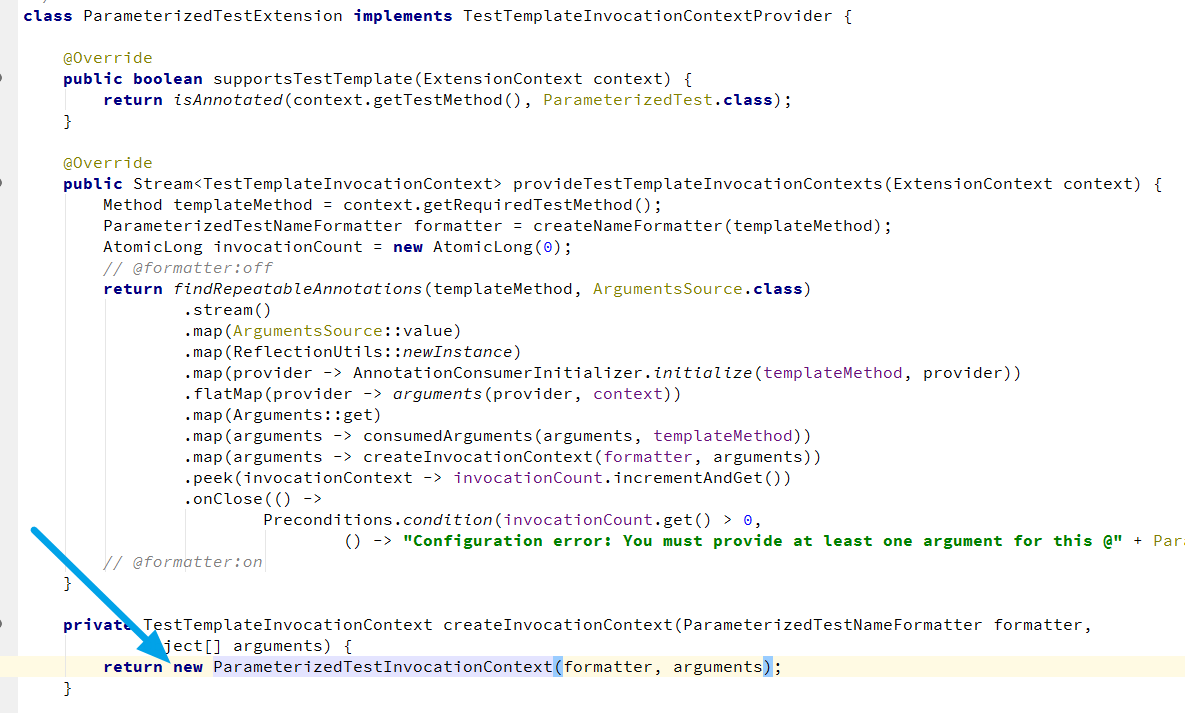 class ParameterizedTestExtension implements TestTemplateInvocationContextProvider {
@Override
public boolean supportsTestTemplate(ExtensionContext context) {
return isAnnotated(context.getTestMethod(), ParameterizedTest.class);
}
@Override
public Stream<TestTemplateInvocationContext> provideTestTemplateInvocationContexts(ExtensionContext context) {
Method templateMethod = context.getRequiredTestMethod();
ParameterizedTestNameFormatter formatter = createNameFormatter(templateMethod);
AtomicLong invocationCount = new AtomicLong(0);
// @formatter:off
return findRepeatableAnnotations(templateMethod, ArgumentsSource.class)
.stream()
.map(ArgumentsSource::value)
.map(ReflectionUtils::newInstance)
.map(provider -> AnnotationConsumerInitializer.initialize(templateMethod, provider))
.flatMap(provider -> arguments(provider, context))
.map(Arguments::get)
.map(arguments -> consumedArguments(arguments, templateMethod))
.map(arguments -> createInvocationContext(formatter, arguments))
.peek(invocationContext -> invocationCount.incrementAndGet())
.onClose(() ->
Preconditions.condition(invocationCount.get() > 0,
() -> "Configuration error: You must provide at least one argument for this @" +
// @formatter:on
}
private TestTemplateInvocationContext createInvocationContext(ParameterizedTestNameFormatter formatter,
ject[] arguments) {
return new ParameterizedTestInvocationContext(formatter, arguments);
}